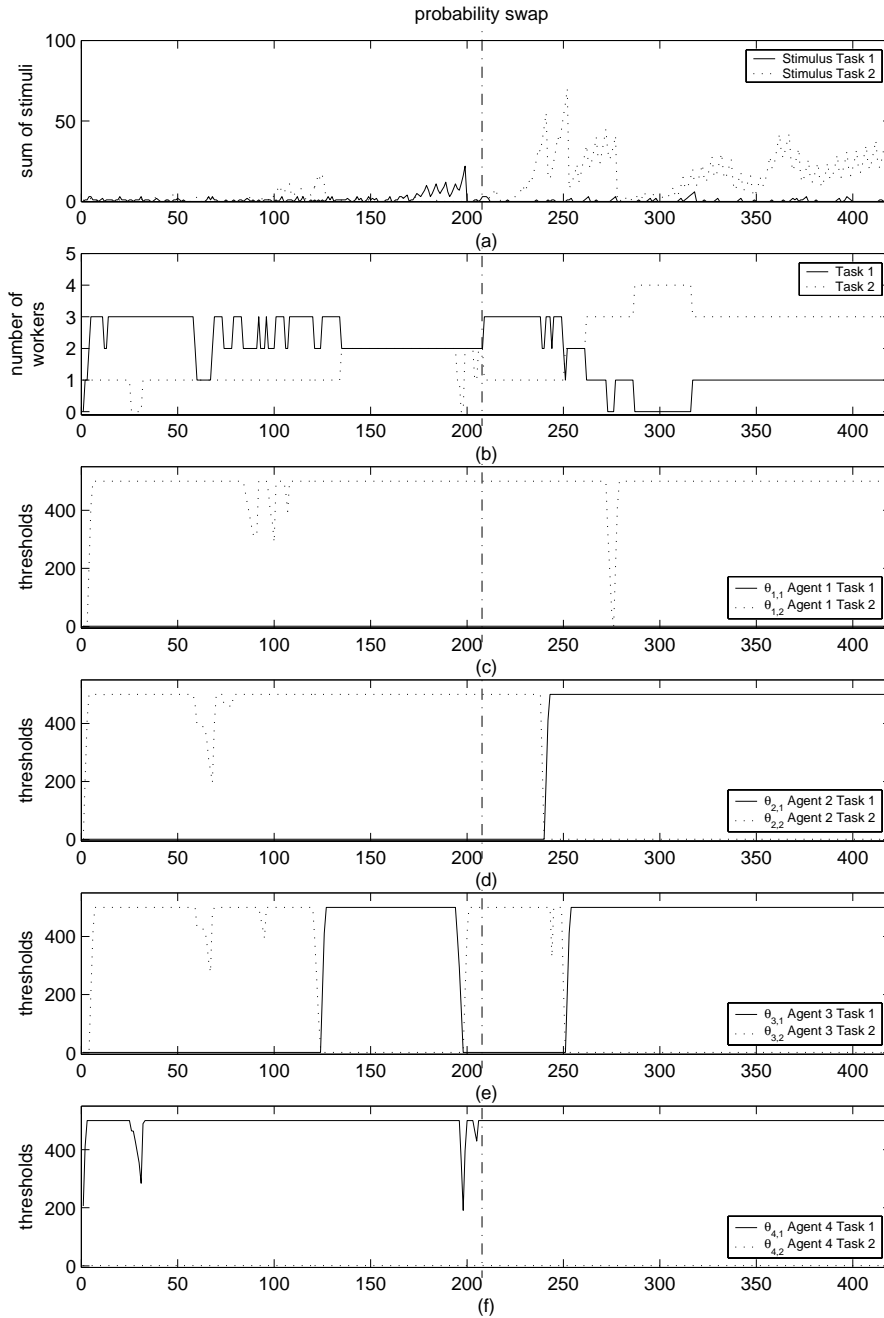 probability swap
100
50
0
sum of stimuli
Stimulus Task 1
Stimulus Task 2
0 50 100 150 200 250 300 350 400
(a)
5
4
3
2
1
0
number of
workers
Task 1
Task 2
0 50 100 150 200 250 300 350 400
(b)
400
200
0
thresholds
θ1,1 Agent 1 Task 1
θ1,2 Agent 1 Task 2
0 50 100 150 200 250 300 350 400
(c)
400
200
0
thresholds
θ2,1 Agent 2 Task 1
θ2,2 Agent 2 Task 2
0 50 100 150 200 250 300 350 400
(d)
400
200
0
thresholds
θ3,1 Agent 3 Task 1
θ3,2 Agent 3 Task 2
0 50 100 150 200 250 300 350 400
(e)
400
200
0
thresholds
θ4,1 Agent 4 Task 1
θ4,2 Agent 4 Task 2
0 50 100 150 200 250 300 350 400
(f)